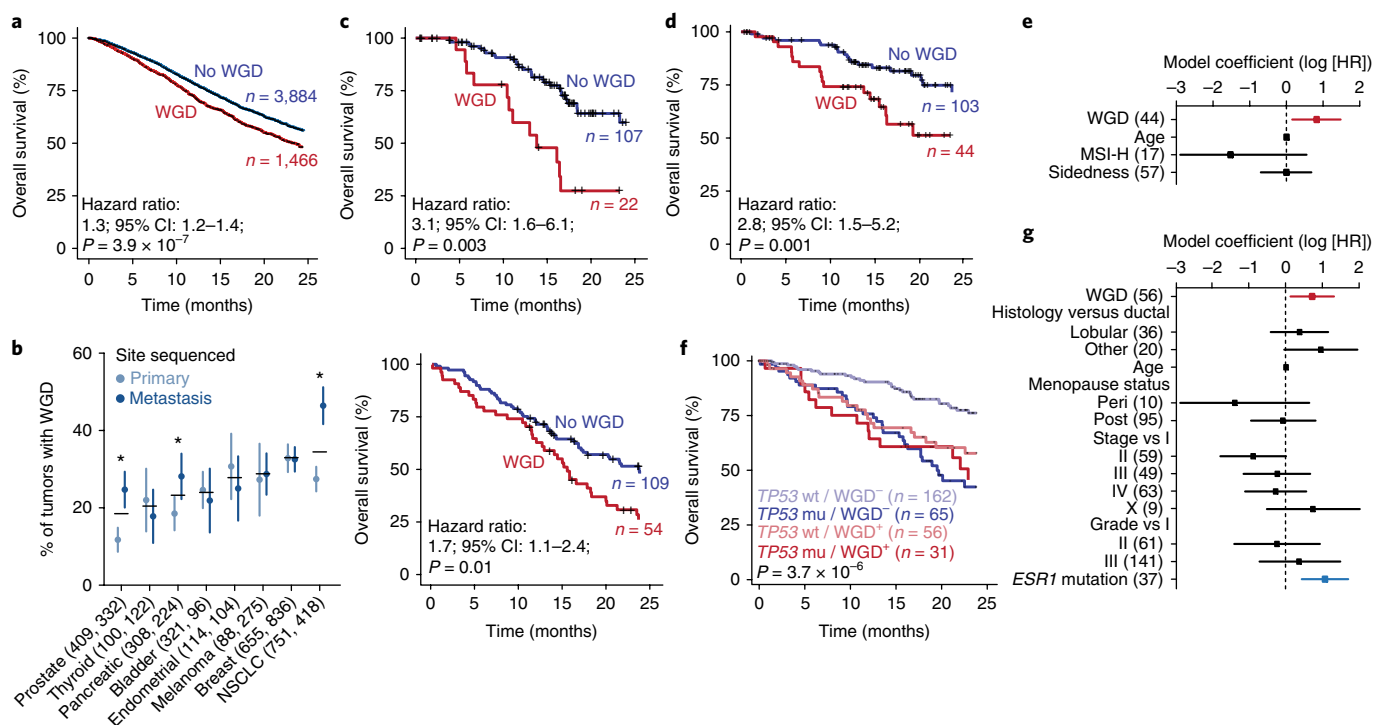 a
100
75
50
25
0
Overall survival (%)
No WGD
n = 3,884
WGD
n = 1,466
Hazard ratio:
1.3; 95% CI: 1.2–1.4;
P = 3.9 × 10⁻⁷
0 5 10 15 20 25
Time (months)
c
100
75
50
25
0
Overall survival (%)
No WGD
n = 107
WGD
n = 22
Hazard ratio:
3.1; 95% CI: 1.6–6.1;
P = 0.003
0 5 10 15 20 25
Time (months)
d
100
75
50
25
0
Overall survival (%)
No WGD
n = 103
WGD
n = 44
Hazard ratio:
2.8; 95% CI: 1.5–5.2;
P = 0.001
0 5 10 15 20 25
Time (months)
e
Model coefficient (log [HR])
−3 −2 −1 0 1 2
WGD (44)
Age
MSI-H (17)
Sidedness (57)
b
60
40
20
0
% of tumors with WGD
Site sequenced
Primary
Metastasis
*
*
*
Prostate (409, 332)
Thyroid (100, 122)
Pancreatic (308, 224)
Bladder (321, 96)
Endometrial (114, 104)
Melanoma (88, 275)
Breast (655, 836)
NSCLC (751, 418)
100
75
50
25
0
Overall survival (%)
No WGD
n = 109
WGD
n = 54
Hazard ratio:
1.7; 95% CI: 1.1–2.4;
P = 0.01
0 5 10 15 20 25
Time (months)
f
100
75
50
25
0
Overall survival (%)
TP53 wt / WGD⁻ (n = 162)
TP53 mu / WGD⁻ (n = 65)
TP53 wt / WGD⁺ (n = 56)
TP53 mu / WGD⁺ (n = 31)
P = 3.7 × 10⁻⁶
0 5 10 15 20 25
Time (months)
g
Model coefficient (log [HR])
−3 −2 −1 0 1 2
WGD (56)
Histology versus ductal
Lobular (36)
Other (20)
Age
Menopause status
Peri (10)
Post (95)
Stage vs I
II (59)
III (49)
IV (63)
X (9)
Grade vs I
II (61)
III (141)
ESR1 mutation (37)